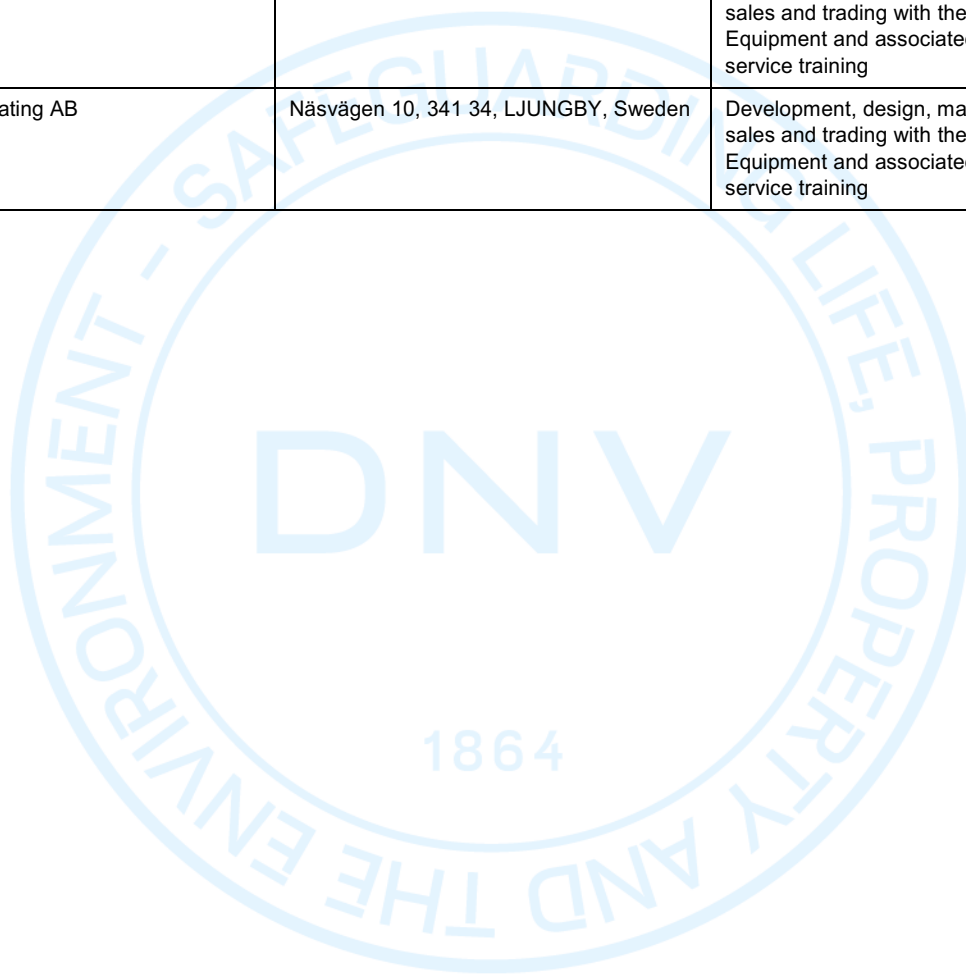 sales and trading with the
Equipment and associated
service training
ating AB
Näsvägen 10, 341 34, LJUNGBY, Sweden
Development, design, ma
sales and trading with the
Equipment and associated
service training
SAFEGUARDING LIFE, PROPERTY AND THE ENVIRONMENT -
DNV
1864